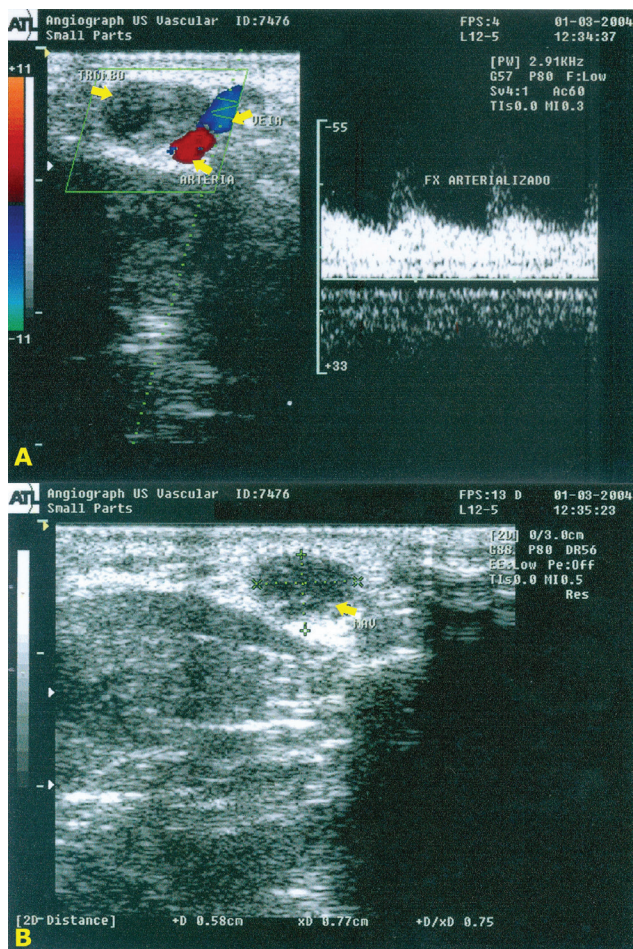 ATL Angiograph US Vascular ID:7476 FPS:4 01-03-2004
Small Parts L12-5 12:34:37
[PW] 2.91KHz
G57 P80 F:Low
Sv4:1 Ac60
TIs0.0 MI0.3
+11
-11
TROMBO
VEIA
ARTERIA
-55
FX ARTERIALIZADO
+33
A
ATL Angiograph US Vascular ID:7476 FPS:13 D 01-03-2004
Small Parts L12-5 12:35:23
[2D] 0/3.0cm
G88 P80 DR56
EE:Low Pe:Off
TIs0.0 MI0.5
Res
MAV
[2D Distance] +D 0.58cm xD 0.77cm +D/xD 0.75
B